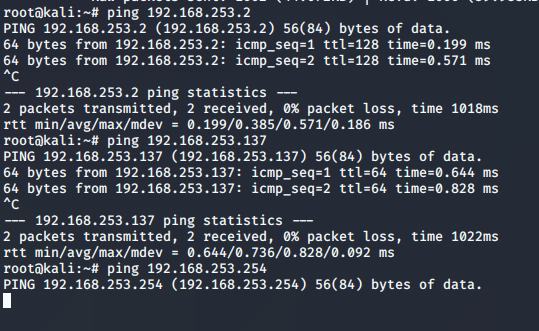 root@kali:~# ping 192.168.253.2
PING 192.168.253.2 (192.168.253.2) 56(84) bytes of data.
64 bytes from 192.168.253.2: icmp_seq=1 ttl=128 time=0.199 ms
64 bytes from 192.168.253.2: icmp_seq=2 ttl=128 time=0.571 ms
^C
--- 192.168.253.2 ping statistics ---
2 packets transmitted, 2 received, 0% packet loss, time 1018ms
rtt min/avg/max/mdev = 0.199/0.385/0.571/0.186 ms
root@kali:~# ping 192.168.253.137
PING 192.168.253.137 (192.168.253.137) 56(84) bytes of data.
64 bytes from 192.168.253.137: icmp_seq=1 ttl=64 time=0.644 ms
64 bytes from 192.168.253.137: icmp_seq=2 ttl=64 time=0.828 ms
^C
--- 192.168.253.137 ping statistics ---
2 packets transmitted, 2 received, 0% packet loss, time 1022ms
rtt min/avg/max/mdev = 0.644/0.736/0.828/0.092 ms
root@kali:~# ping 192.168.253.254
PING 192.168.253.254 (192.168.253.254) 56(84) bytes of data.